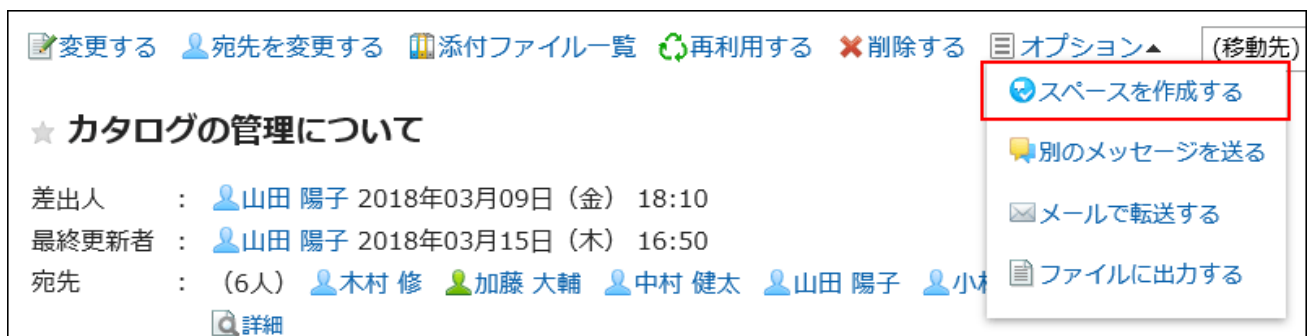 変更する 宛先を変更する 添付ファイル一覧 再利用する 削除する オプション▲ (移動先)
スペースを作成する
別のメッセージを送る
メールで転送する
ファイルに出力する
カタログの管理について
差出人 : 山田 陽子 2018年03月09日（金） 18:10
最終更新者 : 山田 陽子 2018年03月15日（木） 16:50
宛先 : （6人） 木村 修 加藤 大輔 中村 健太 山田 陽子 小
詳細